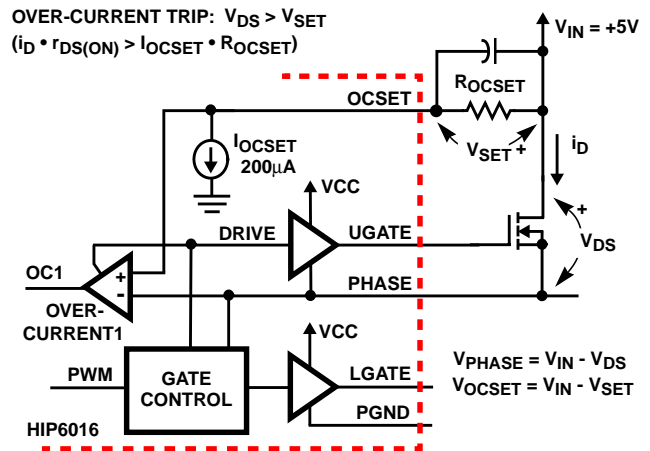 OVER-CURRENT TRIP: VDS > VSET
(iD • rDS(ON) > IOCSET • ROCSET)
VIN = +5V
ROCSET
OCSET
VSET +
iD
IOCSET
200µA
VCC
DRIVE
UGATE
+
VDS
OC1
+
-
PHASE
OVER-
CURRENT1
VCC
PWM
GATE
CONTROL
LGATE
PGND
VPHASE = VIN - VDS
VOCSET = VIN - VSET
HIP6016